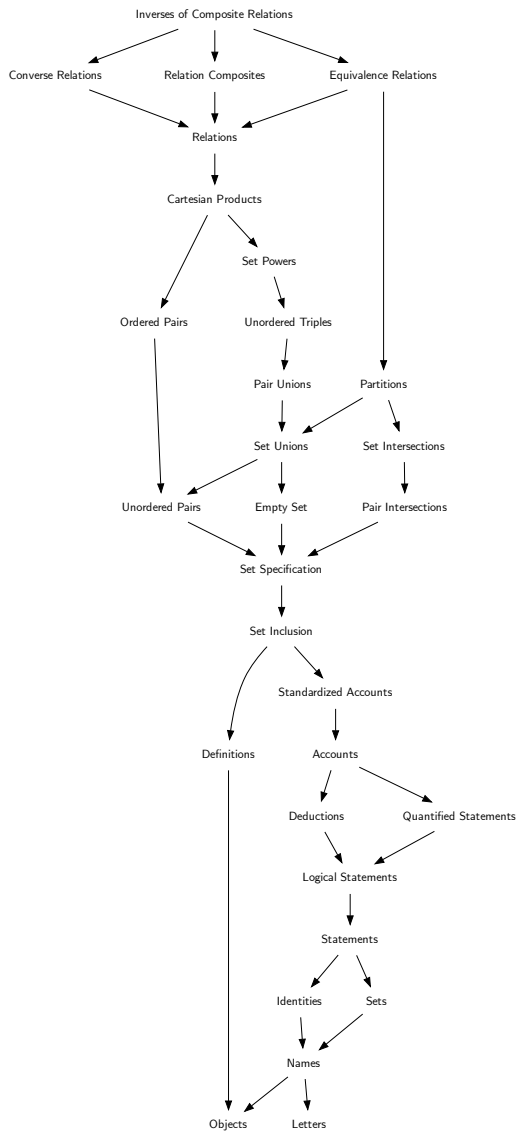 Inverses of Composite Relations
Converse Relations
Relation Composites
Equivalence Relations
Relations
Cartesian Products
Set Powers
Ordered Pairs
Unordered Triples
Pair Unions
Partitions
Set Unions
Set Intersections
Unordered Pairs
Empty Set
Pair Intersections
Set Specification
Set Inclusion
Standardized Accounts
Definitions
Accounts
Deductions
Quantified Statements
Logical Statements
Statements
Identities
Sets
Names
Objects
Letters